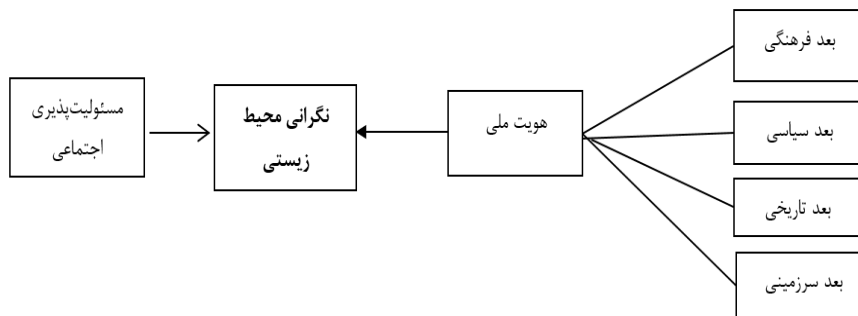 بعد فرهنگی
مسئولیت‌پذیری
اجتماعی
نگرانی محیط
زیستی
هویت ملی
بعد سیاسی
بعد تاریخی
بعد سرزمینی